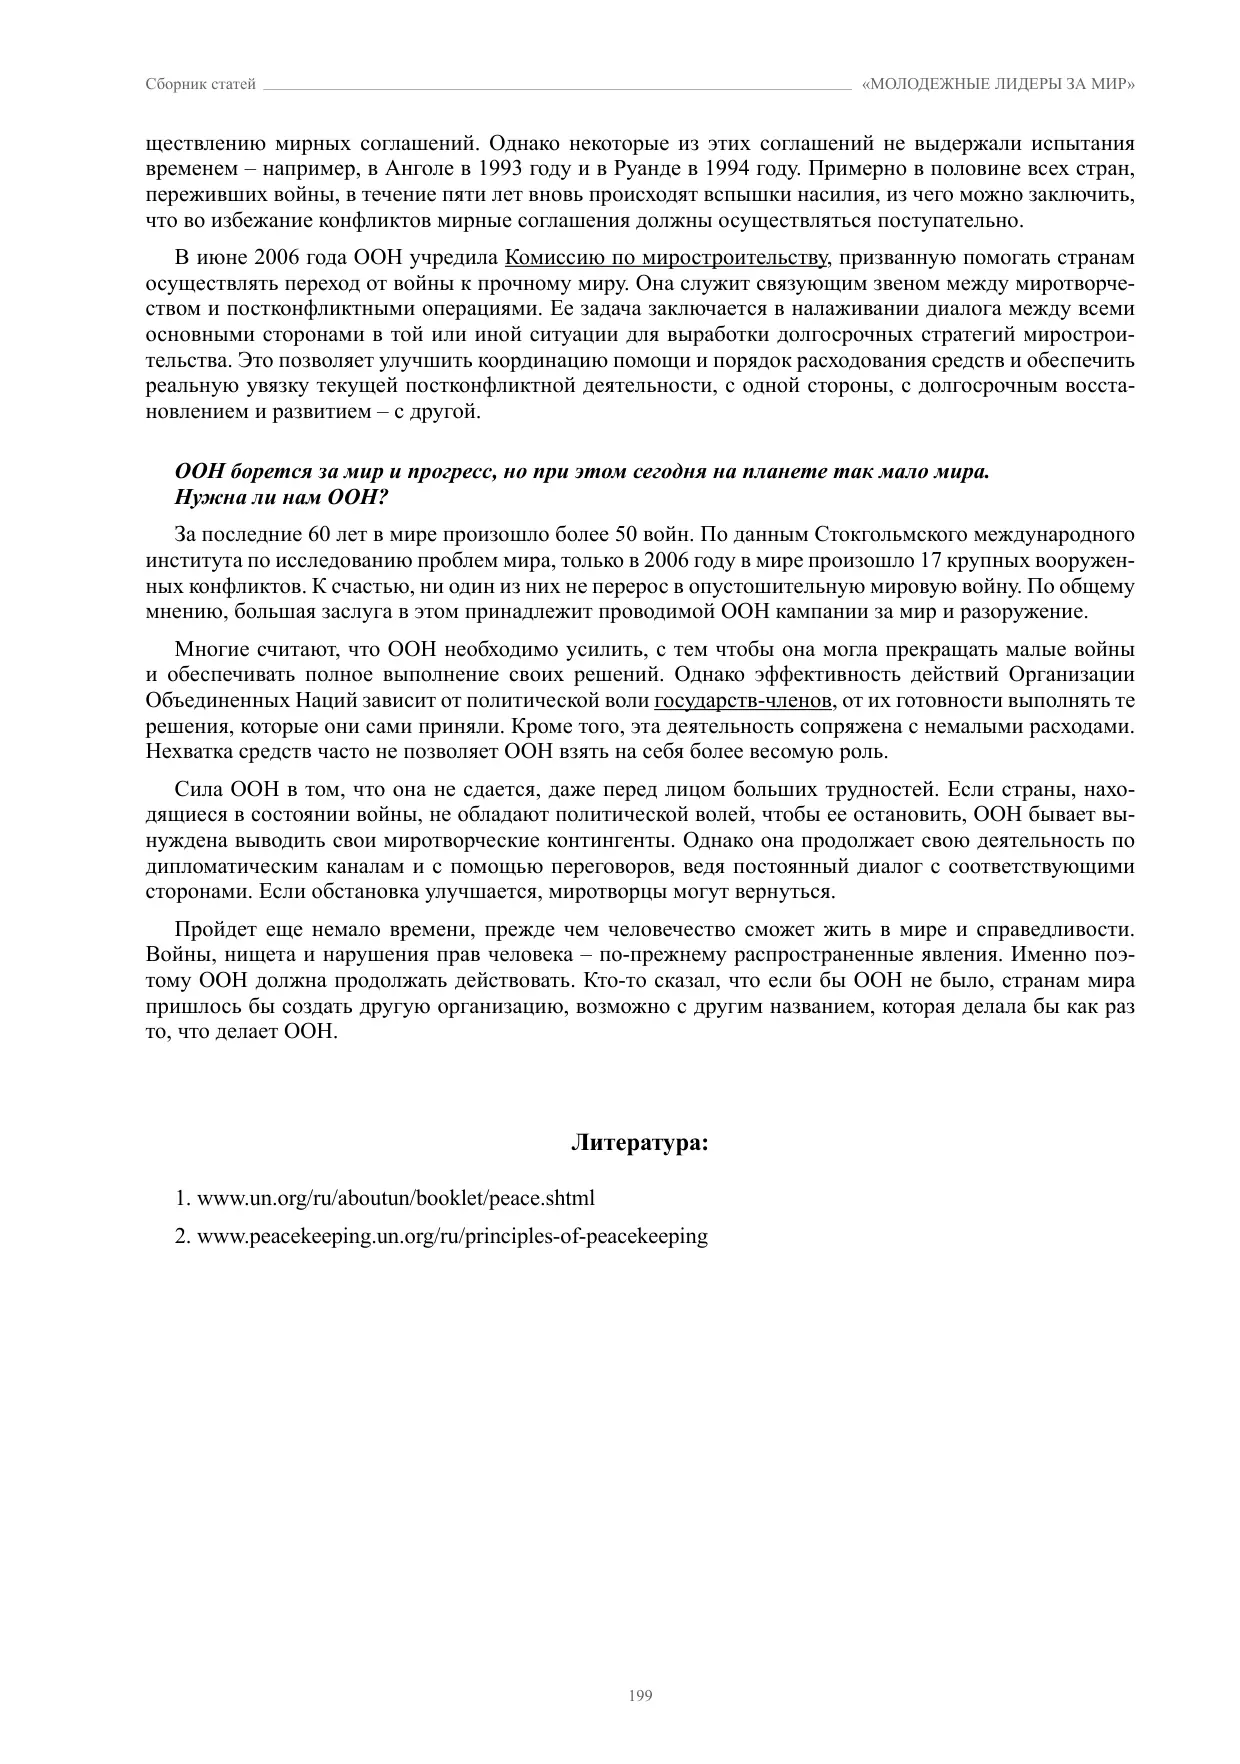 Сборник статей «МОЛОДЕЖНЫЕ ЛИДЕРЫ ЗА МИР»
ществлению мирных соглашений. Однако некоторые из этих соглашений не выдержали испытания
временем – например, в Анголе в 1993 году и в Руанде в 1994 году. Примерно в половине всех стран,
переживших войны, в течение пяти лет вновь происходят вспышки насилия, из чего можно заключить,
что во избежание конфликтов мирные соглашения должны осуществляться поступательно.
В июне 2006 года ООН учредила Комиссию по миростроительству, призванную помогать странам
осуществлять переход от войны к прочному миру. Она служит связующим звеном между миротворче-
ством и постконфликтными операциями. Ее задача заключается в налаживании диалога между всеми
основными сторонами в той или иной ситуации для выработки долгосрочных стратегий мирострои-
тельства. Это позволяет улучшить координацию помощи и порядок расходования средств и обеспечить
реальную увязку текущей постконфликтной деятельности, с одной стороны, с долгосрочным восста-
новлением и развитием – с другой.
ООН борется за мир и прогресс, но при этом сегодня на планете так мало мира.
Нужна ли нам ООН?
За последние 60 лет в мире произошло более 50 войн. По данным Стокгольмского международного
института по исследованию проблем мира, только в 2006 году в мире произошло 17 крупных вооружен-
ных конфликтов. К счастью, ни один из них не перерос в опустошительную мировую войну. По общему
мнению, большая заслуга в этом принадлежит проводимой ООН кампании за мир и разоружение.
Многие считают, что ООН необходимо усилить, с тем чтобы она могла прекращать малые войны
и обеспечивать полное выполнение своих решений. Однако эффективность действий Организации
Объединенных Наций зависит от политической воли государств-членов, от их готовности выполнять те
решения, которые они сами приняли. Кроме того, эта деятельность сопряжена с немалыми расходами.
Нехватка средств часто не позволяет ООН взять на себя более весомую роль.
Сила ООН в том, что она не сдается, даже перед лицом больших трудностей. Если страны, нахо-
дящиеся в состоянии войны, не обладают политической волей, чтобы ее остановить, ООН бывает вы-
нуждена выводить свои миротворческие контингенты. Однако она продолжает свою деятельность по
дипломатическим каналам и с помощью переговоров, ведя постоянный диалог с соответствующими
сторонами. Если обстановка улучшается, миротворцы могут вернуться.
Пройдет еще немало времени, прежде чем человечество сможет жить в мире и справедливости.
Войны, нищета и нарушения прав человека – по-прежнему распространенные явления. Именно поэ-
тому ООН должна продолжать действовать. Кто-то сказал, что если бы ООН не было, странам мира
пришлось бы создать другую организацию, возможно с другим названием, которая делала бы как раз
то, что делает ООН.
Литература:
1. www.un.org/ru/aboutun/booklet/peace.shtml
2. www.peacekeeping.un.org/ru/principles-of-peacekeeping
199